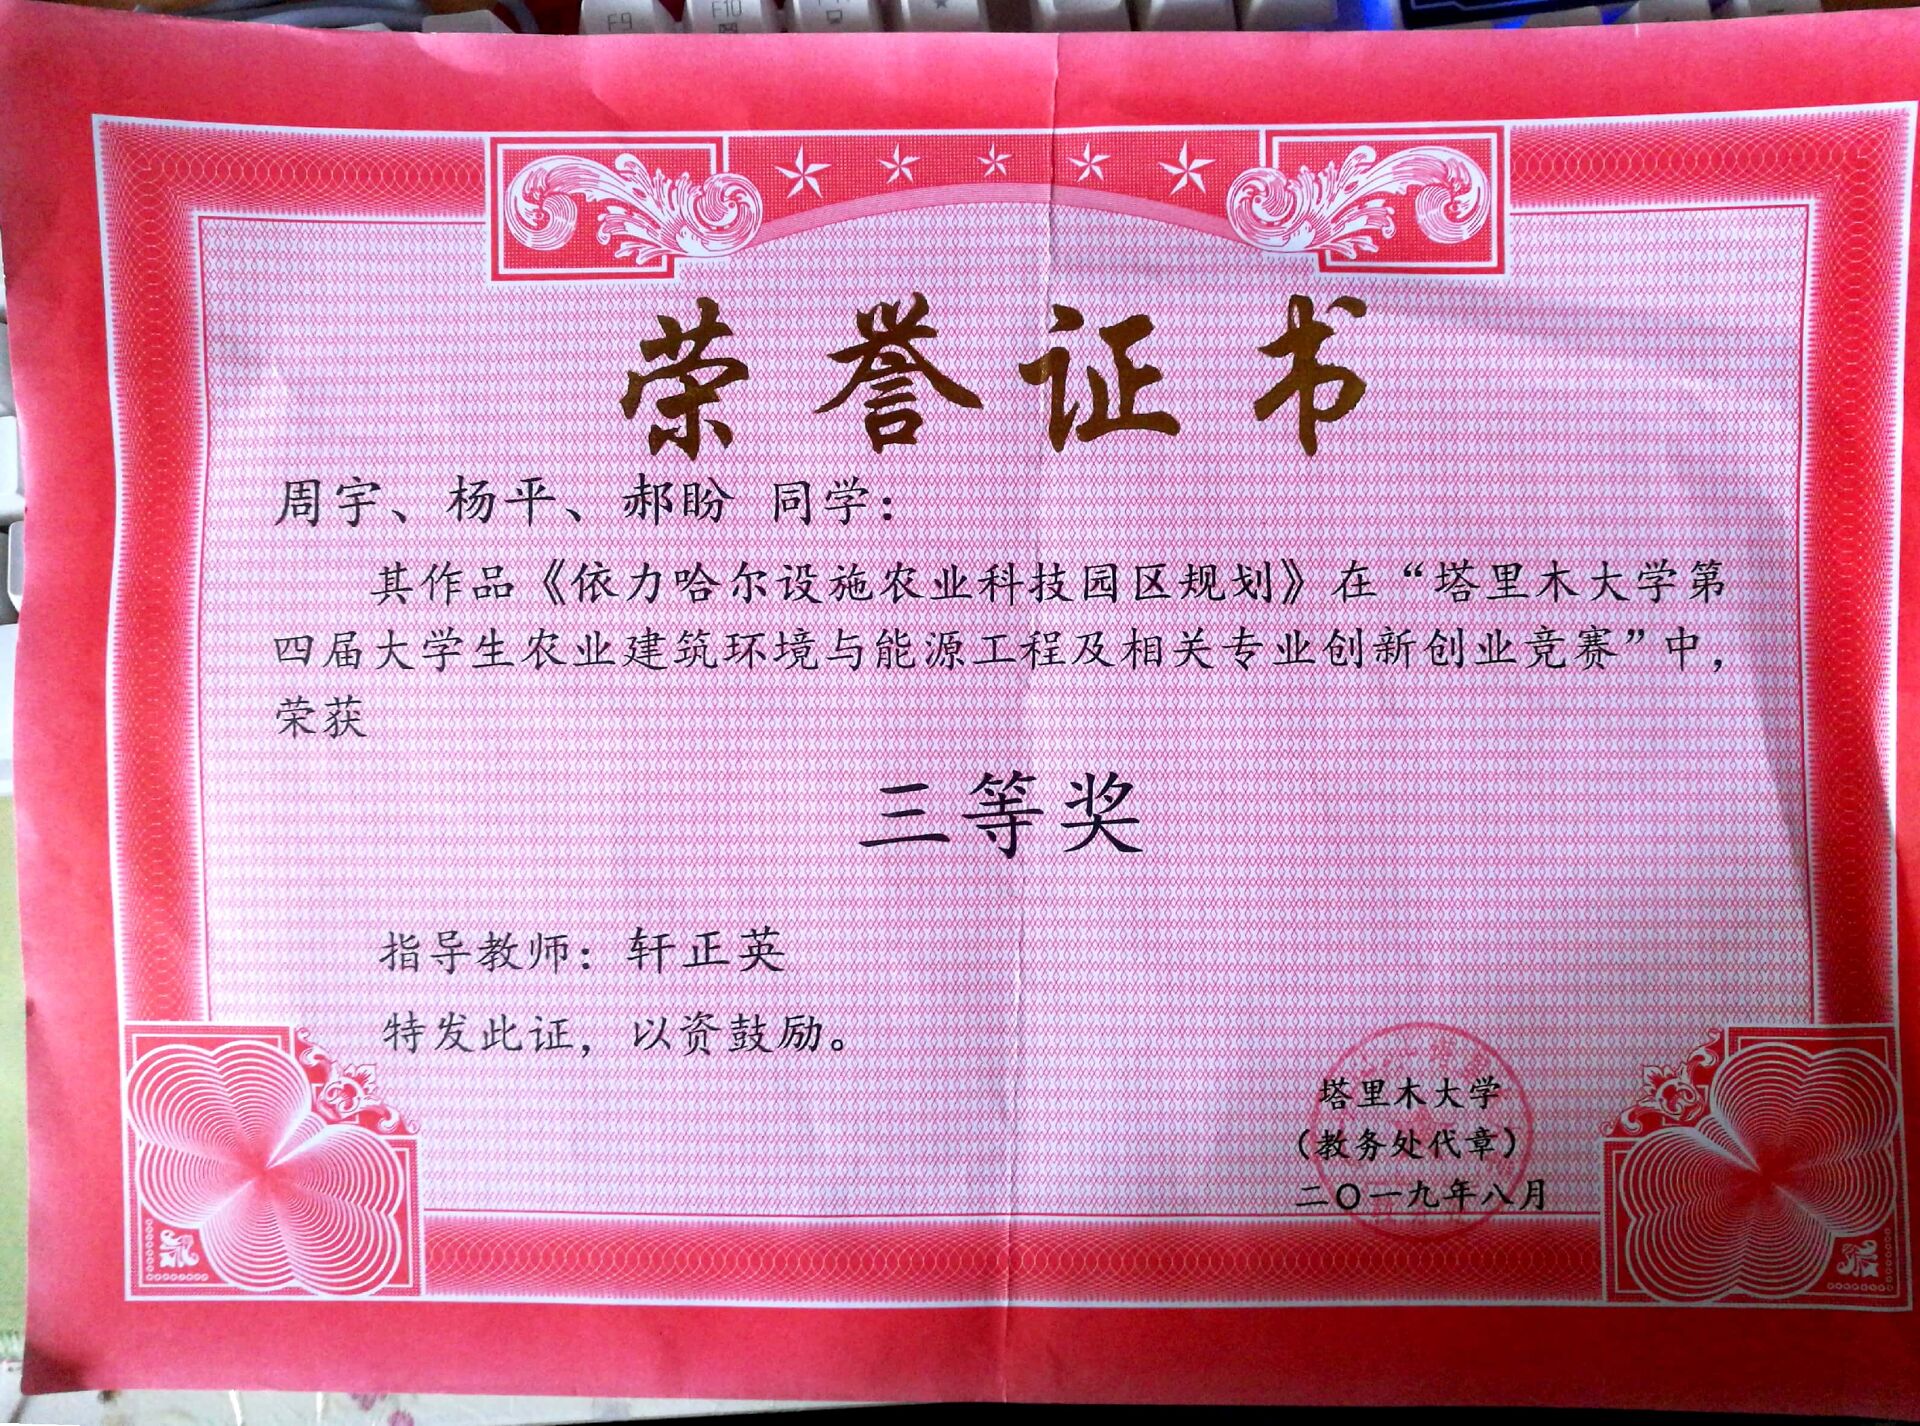 F9
F10
荣誉证书
周宇、杨平、郝盼 同学：
其作品《依力哈尔设施农业科技园区规划》在“塔里木大学第
四届大学生农业建筑环境与能源工程及相关专业创新创业竞赛”中，
荣获
三等奖
指导教师：轩正英
特发此证，以资鼓励。
塔里木大学
（教务处代章）
二〇一九年八月